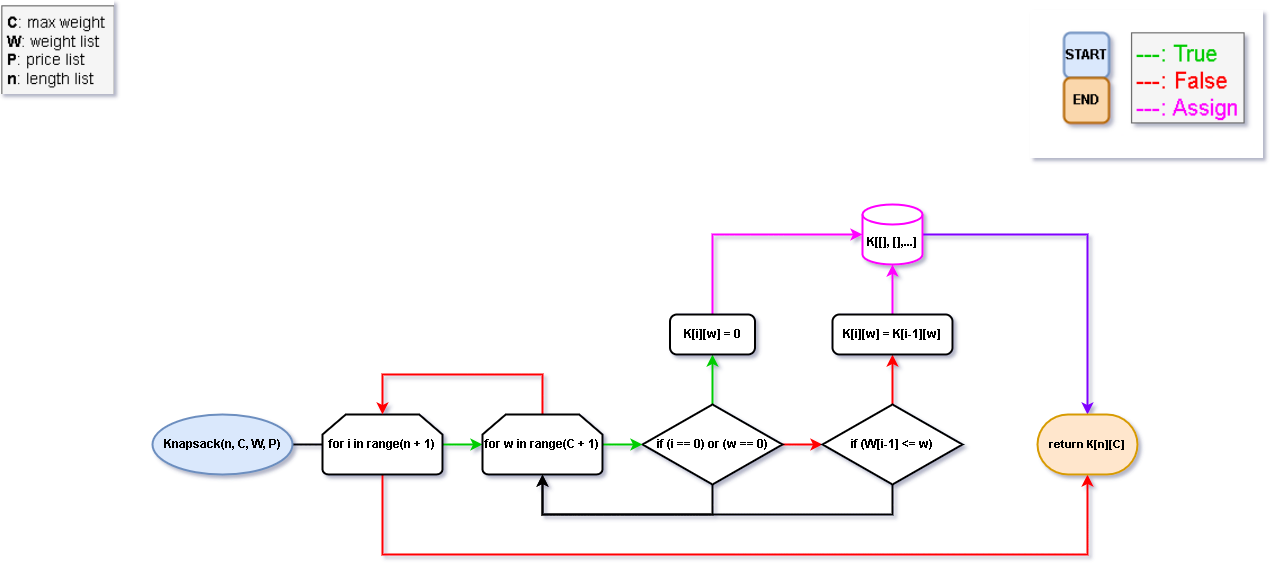 C: max weight
W: weight list
P: price list
n: length list
START
END
---: True
---: False
---: Assign
K[[], [],...]
K[i][w] = 0
K[i][w] = K[i-1][w]
Knapsack(n, C, W, P)
for i in range(n + 1)
for w in range(C + 1)
if (i == 0) or (w == 0)
if (W[i-1] <= w)
return K[n][C]